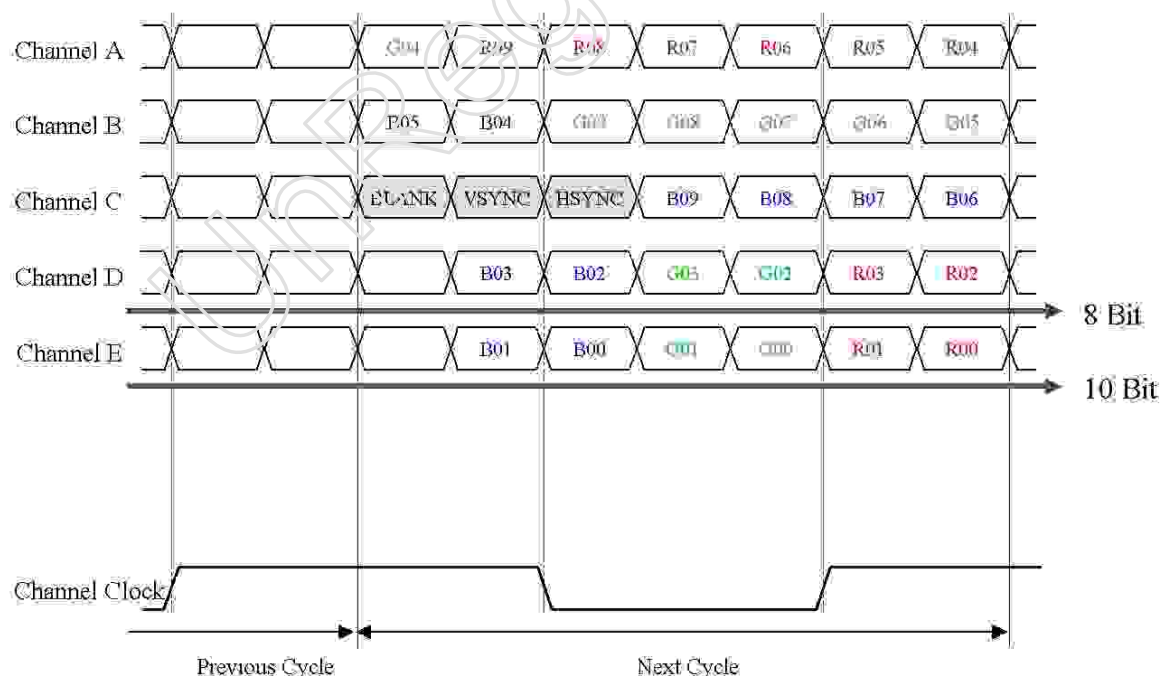 Channel A G04 R09 R08 R07 R06 R05 R04
Channel B B05 B04 G09 G08 G07 G06 G05
Channel C BLANK VSYNC HSYNC B09 B08 B07 B06
Channel D B03 B02 G03 G02 R03 R02
8 Bit
Channel E B01 B00 G01 G00 R01 R00
10 Bit
Channel Clock
Previous Cycle Next Cycle
UnReg